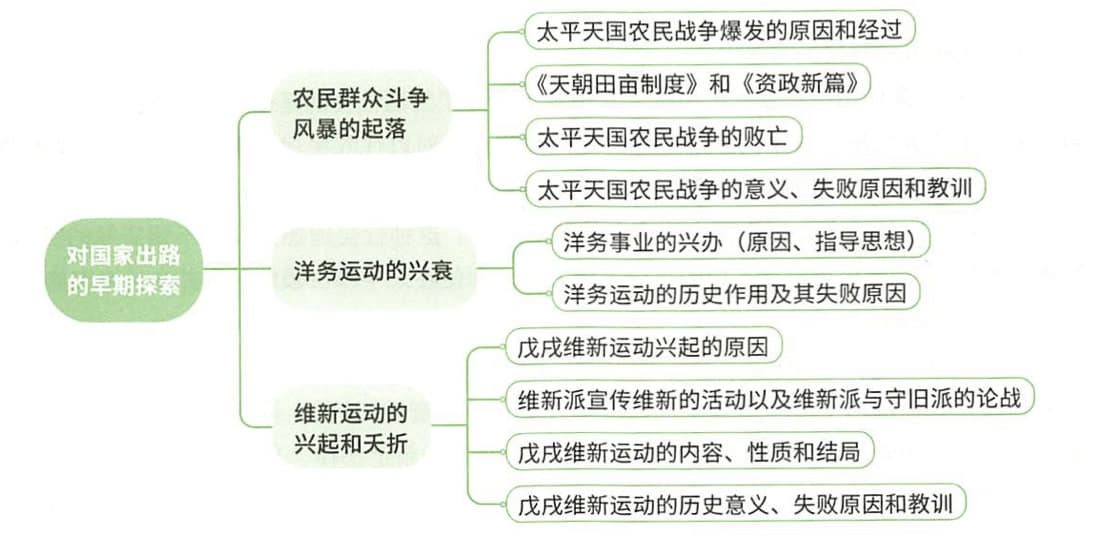 对国家出路
的早期探索
农民群众斗争
风暴的起落
太平天国农民战争爆发的原因和经过
《天朝田亩制度》和《资政新篇》
太平天国农民战争的败亡
太平天国农民战争的意义、失败原因和教训
洋务运动的兴衰
洋务事业的兴办（原因、指导思想）
洋务运动的历史作用及其失败原因
维新运动的
兴起和夭折
戊戌维新运动兴起的原因
维新派宣传维新的活动以及维新派与守旧派的论战
戊戌维新运动的内容、性质和结局
戊戌维新运动的历史意义、失败原因和教训